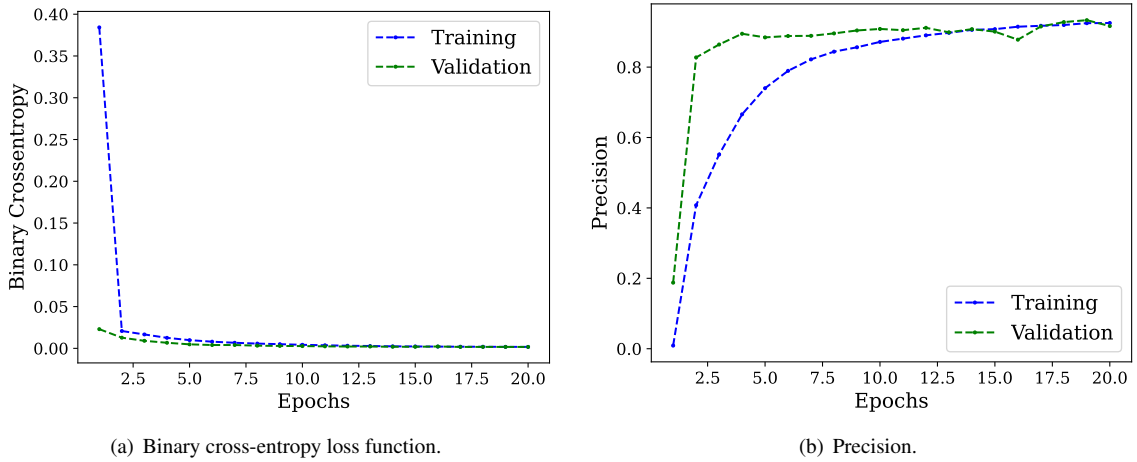 0.40
0.35
0.30
0.25
0.20
0.15
0.10
0.05
0.00
Binary Crossentropy
Training
Validation
2.5 5.0 7.5 10.0 12.5 15.0 17.5 20.0
Epochs
(a) Binary cross-entropy loss function.
0.8
0.6
0.4
0.2
0.0
Precision
Training
Validation
2.5 5.0 7.5 10.0 12.5 15.0 17.5 20.0
Epochs
(b) Precision.